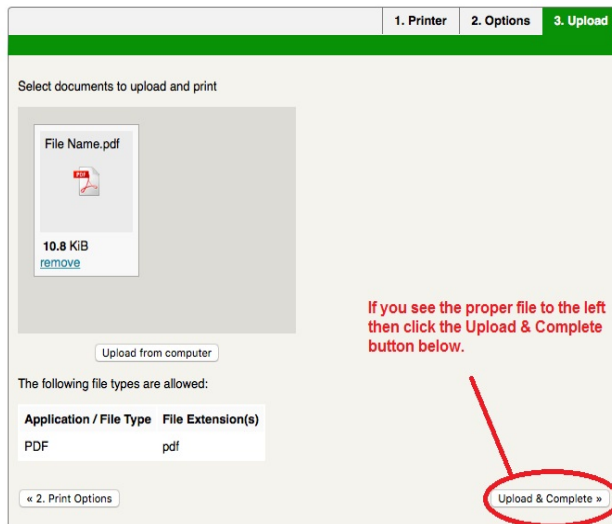 1. Printer 2. Options 3. Upload
Select documents to upload and print
File Name.pdf
PDF
10.8 KiB
remove
If you see the proper file to the left
then click the Upload & Complete
button below.
Upload from computer
The following file types are allowed:
Application / File Type File Extension(s)
PDF pdf
« 2. Print Options Upload & Complete »